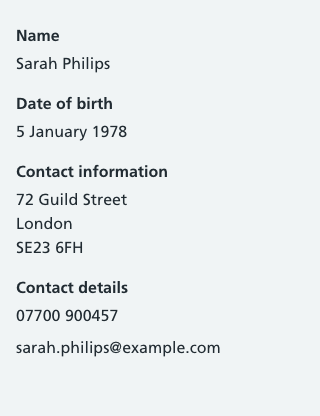 Name
Sarah Philips
Date of birth
5 January 1978
Contact information
72 Guild Street
London
SE23 6FH
Contact details
07700 900457
sarah.philips@example.com